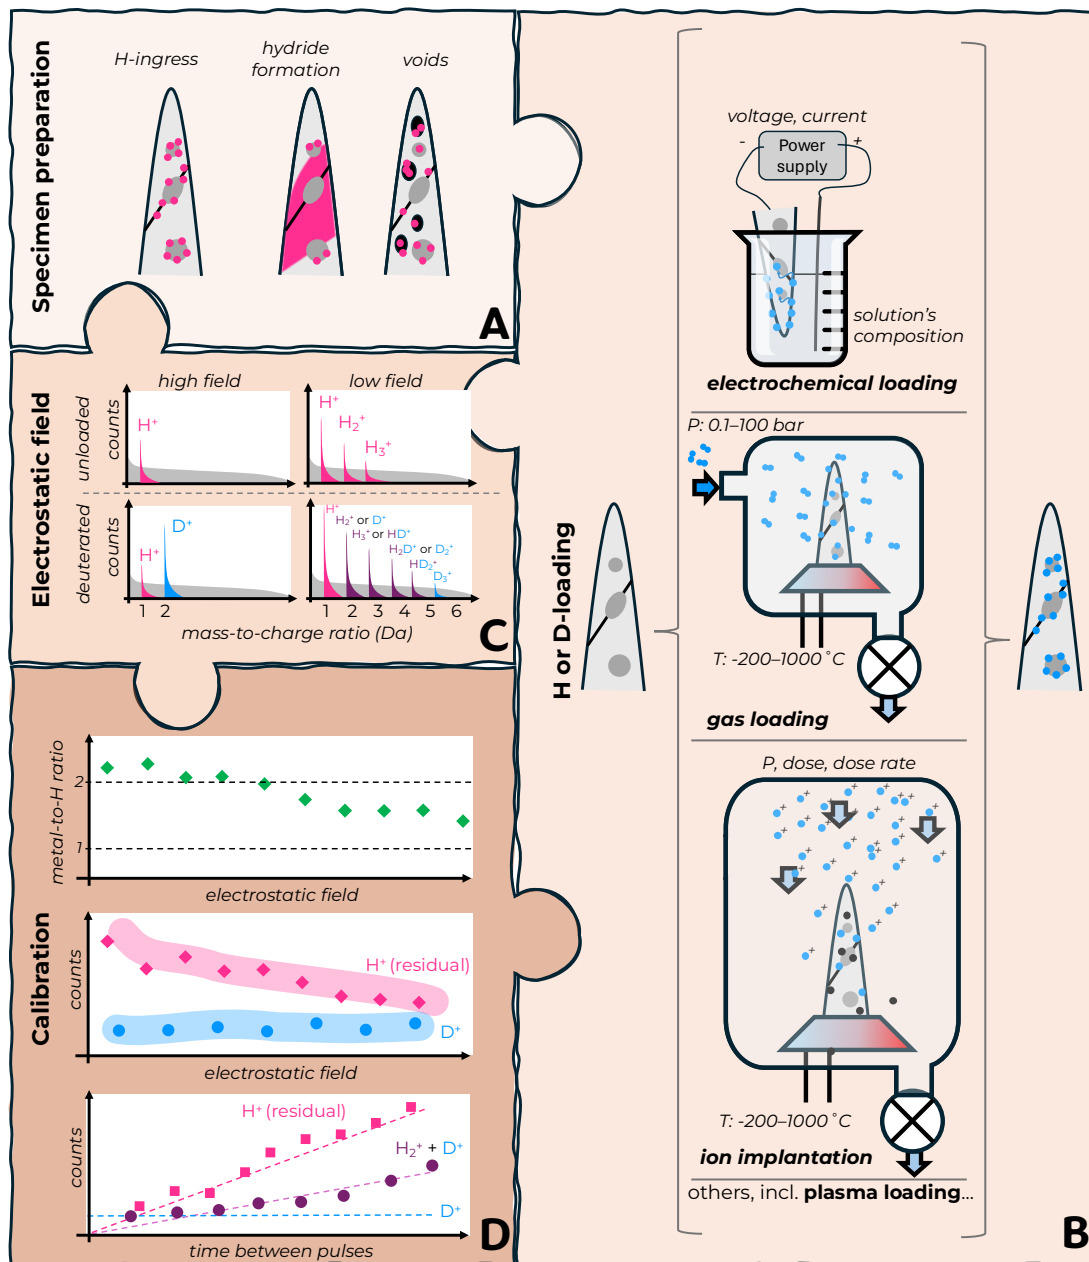 Specimen preparation
H-ingress
hydride
formation
voids
A
Electrostatic field
unloaded
counts
high field
H⁺
low field
H⁺
H₂⁺
H₃⁺
deuterated
counts
H⁺
D⁺
1 2
H⁺
H₂⁺ or D⁺
H₃⁺ or HD⁺
H₂D⁺ or D₂⁺
HD₂⁺
D₃⁺
1 2 3 4 5 6
mass-to-charge ratio (Da)
C
Calibration
metal-to-H ratio
2
1
electrostatic field
counts
H⁺ (residual)
D⁺
electrostatic field
counts
H⁺ (residual)
H₂⁺ + D⁺
D⁺
time between pulses
D
H or D-loading
voltage, current
- Power +
supply
solution's
composition
electrochemical loading
P: 0.1–100 bar
T: -200–1000˚C
gas loading
P, dose, dose rate
+ + + + + + + + + + + + + + + + + + + + + +
T: -200–1000˚C
ion implantation
others, incl. plasma loading...
B